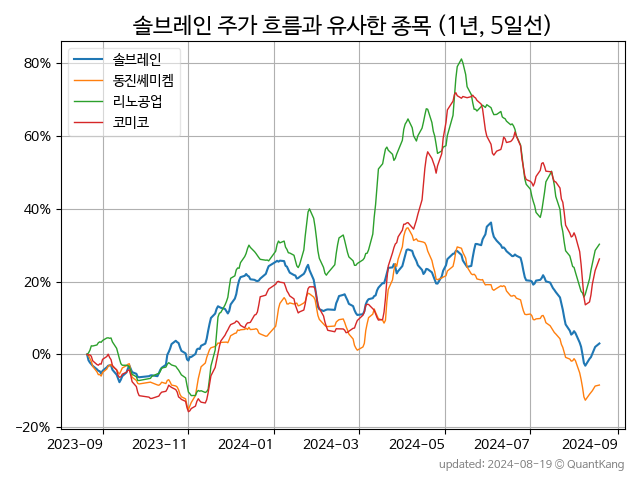 솔브레인 주가 흐름과 유사한 종목 (1년, 5일선)
솔브레인
동진쎄미켐
리노공업
코미코
80%
60%
40%
20%
0%
−20%
2023-09 2023-11 2024-01 2024-03 2024-05 2024-07 2024-09
updated: 2024-08-19 © QuantKang